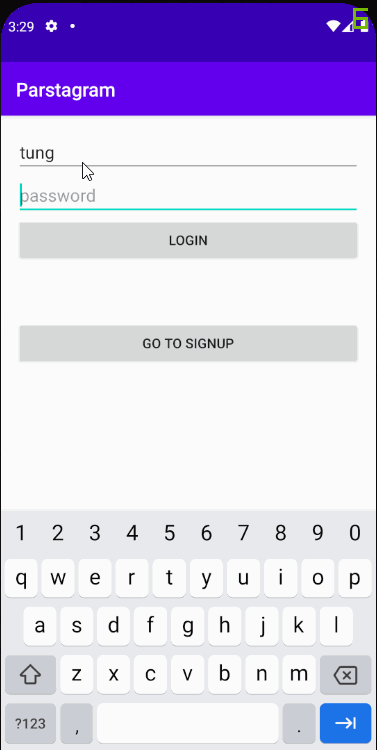 3:29
6
Parstagram
tung
password
LOGIN
GO TO SIGNUP
1 2 3 4 5 6 7 8 9 0
q w e r t y u i o p
a s d f g h j k l
z x c v b n m
?123 , .